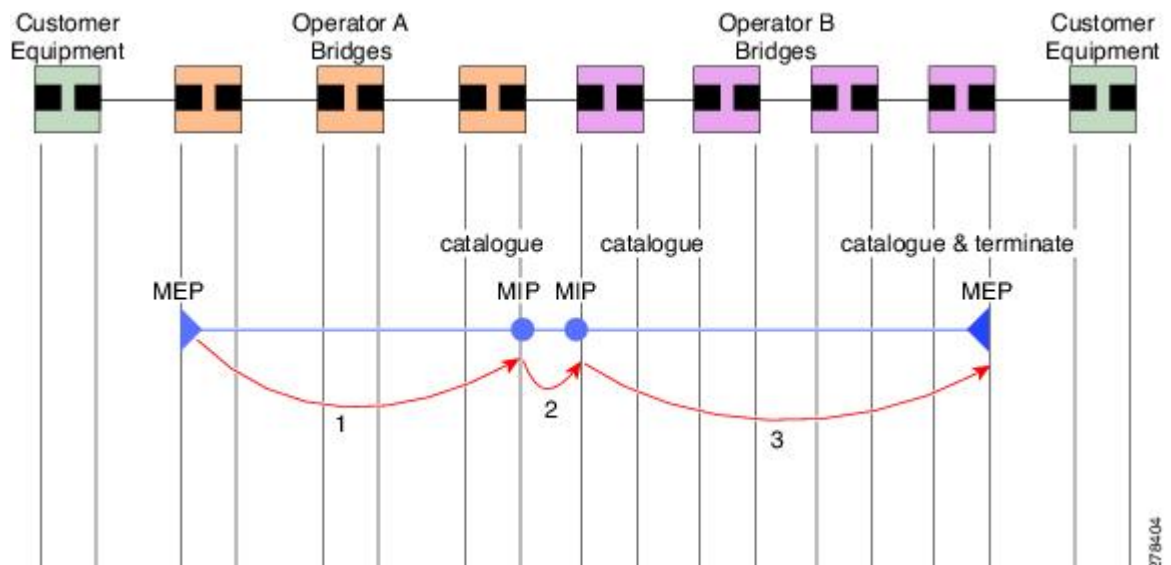 Customer
Equipment
Operator A
Bridges
Operator B
Bridges
Customer
Equipment
catalogue
catalogue
catalogue & terminate
MEP
MIP
MIP
MEP
1
2
3
278404